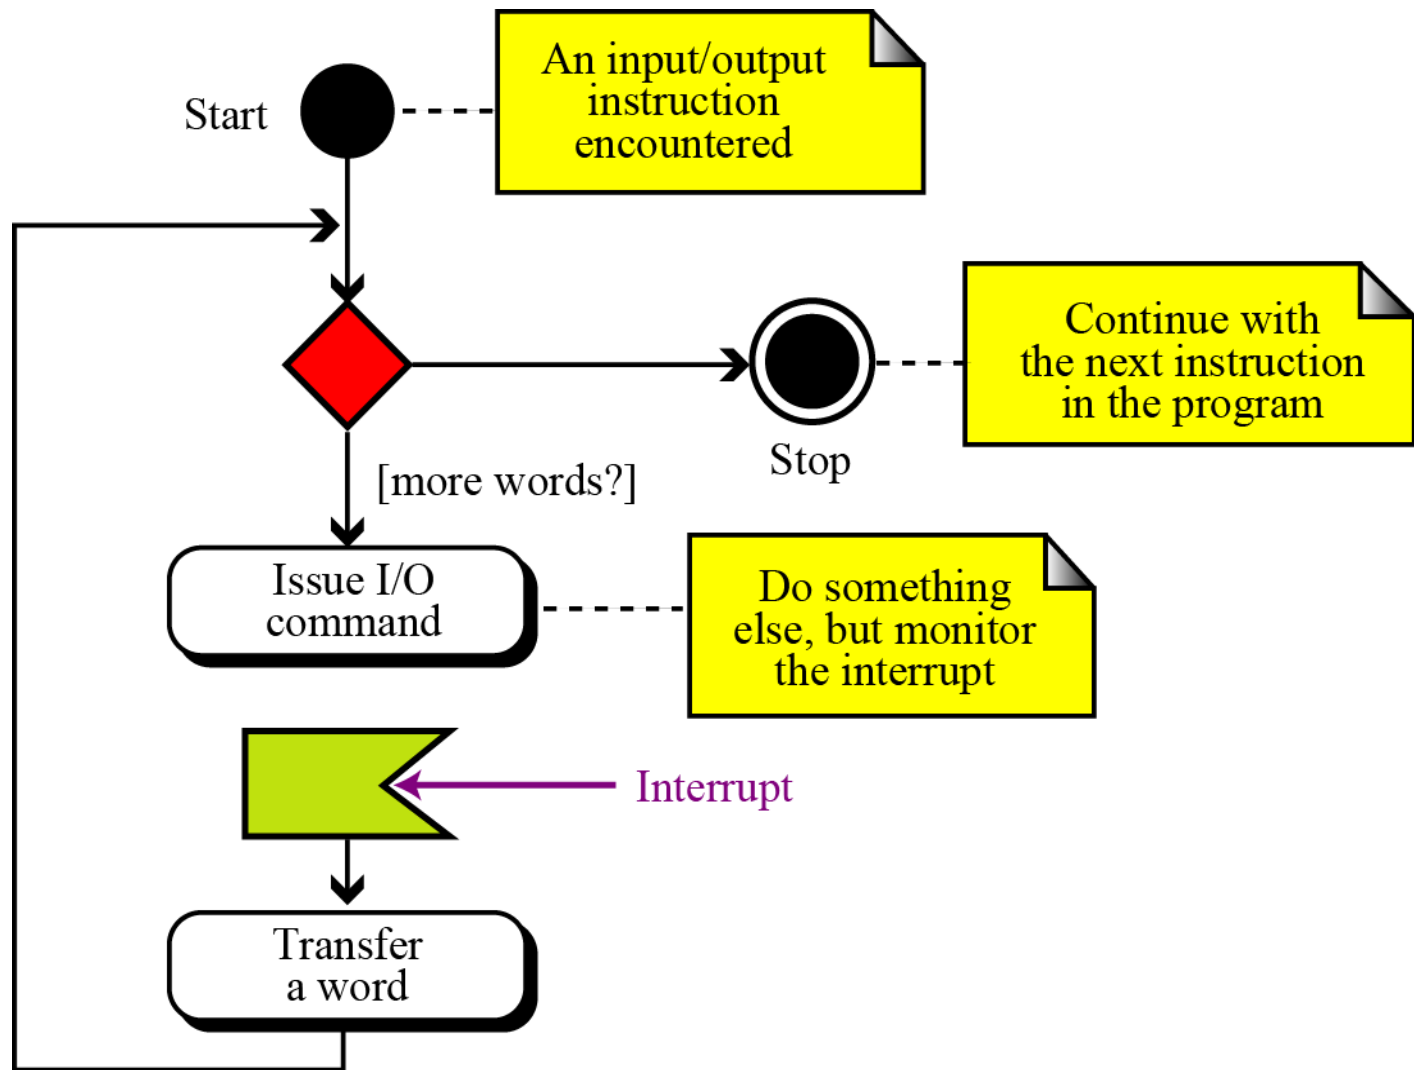 An input/output
instruction
encountered
Start
Continue with
the next instruction
in the program
Stop
[more words?]
Issue I/O
command
Do something
else, but monitor
the interrupt
Interrupt
Transfer
a word